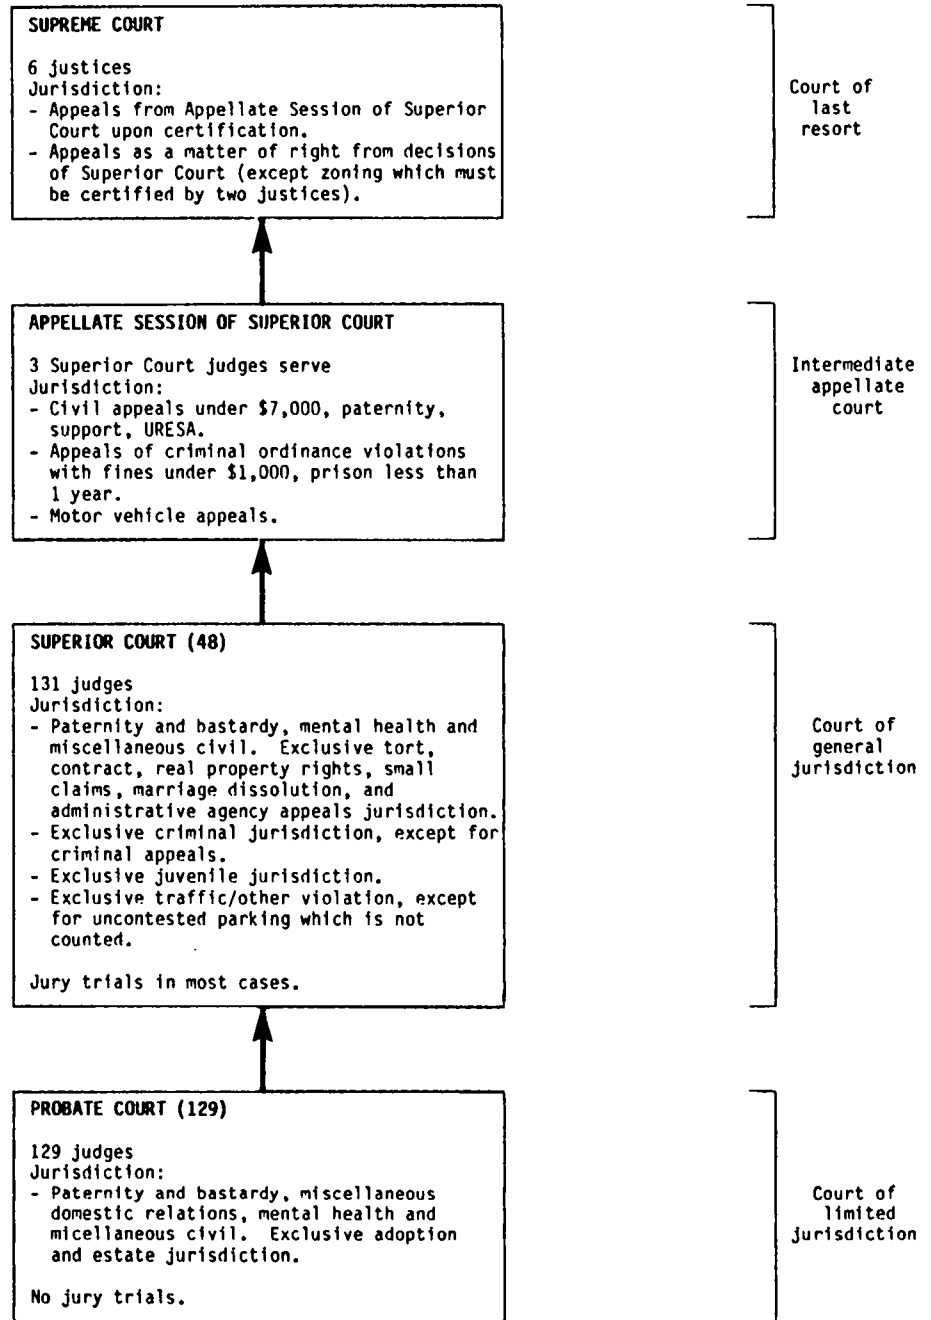 SUPREME COURT
6 justices
Jurisdiction:
- Appeals from Appellate Session of Superior
Court upon certification.
- Appeals as a matter of right from decisions
of Superior Court (except zoning which must
be certified by two justices).
Court of
last
resort
APPELLATE SESSION OF SUPERIOR COURT
3 Superior Court judges serve
Jurisdiction:
- Civil appeals under $7,000, paternity,
support, URESA.
- Appeals of criminal ordinance violations
with fines under $1,000, prison less than
1 year.
- Motor vehicle appeals.
Intermediate
appellate
court
SUPERIOR COURT (48)
131 judges
Jurisdiction:
- Paternity and bastardy, mental health and
miscellaneous civil. Exclusive tort,
contract, real property rights, small
claims, marriage dissolution, and
administrative agency appeals jurisdiction.
- Exclusive criminal jurisdiction, except for
criminal appeals.
- Exclusive juvenile jurisdiction.
- Exclusive traffic/other violation, except
for uncontested parking which is not
counted.
Jury trials in most cases.
Court of
general
jurisdiction
PROBATE COURT (129)
129 judges
Jurisdiction:
- Paternity and bastardy, miscellaneous
domestic relations, mental health and
micellaneous civil. Exclusive adoption
and estate jurisdiction.
No jury trials.
Court of
limited
jurisdiction